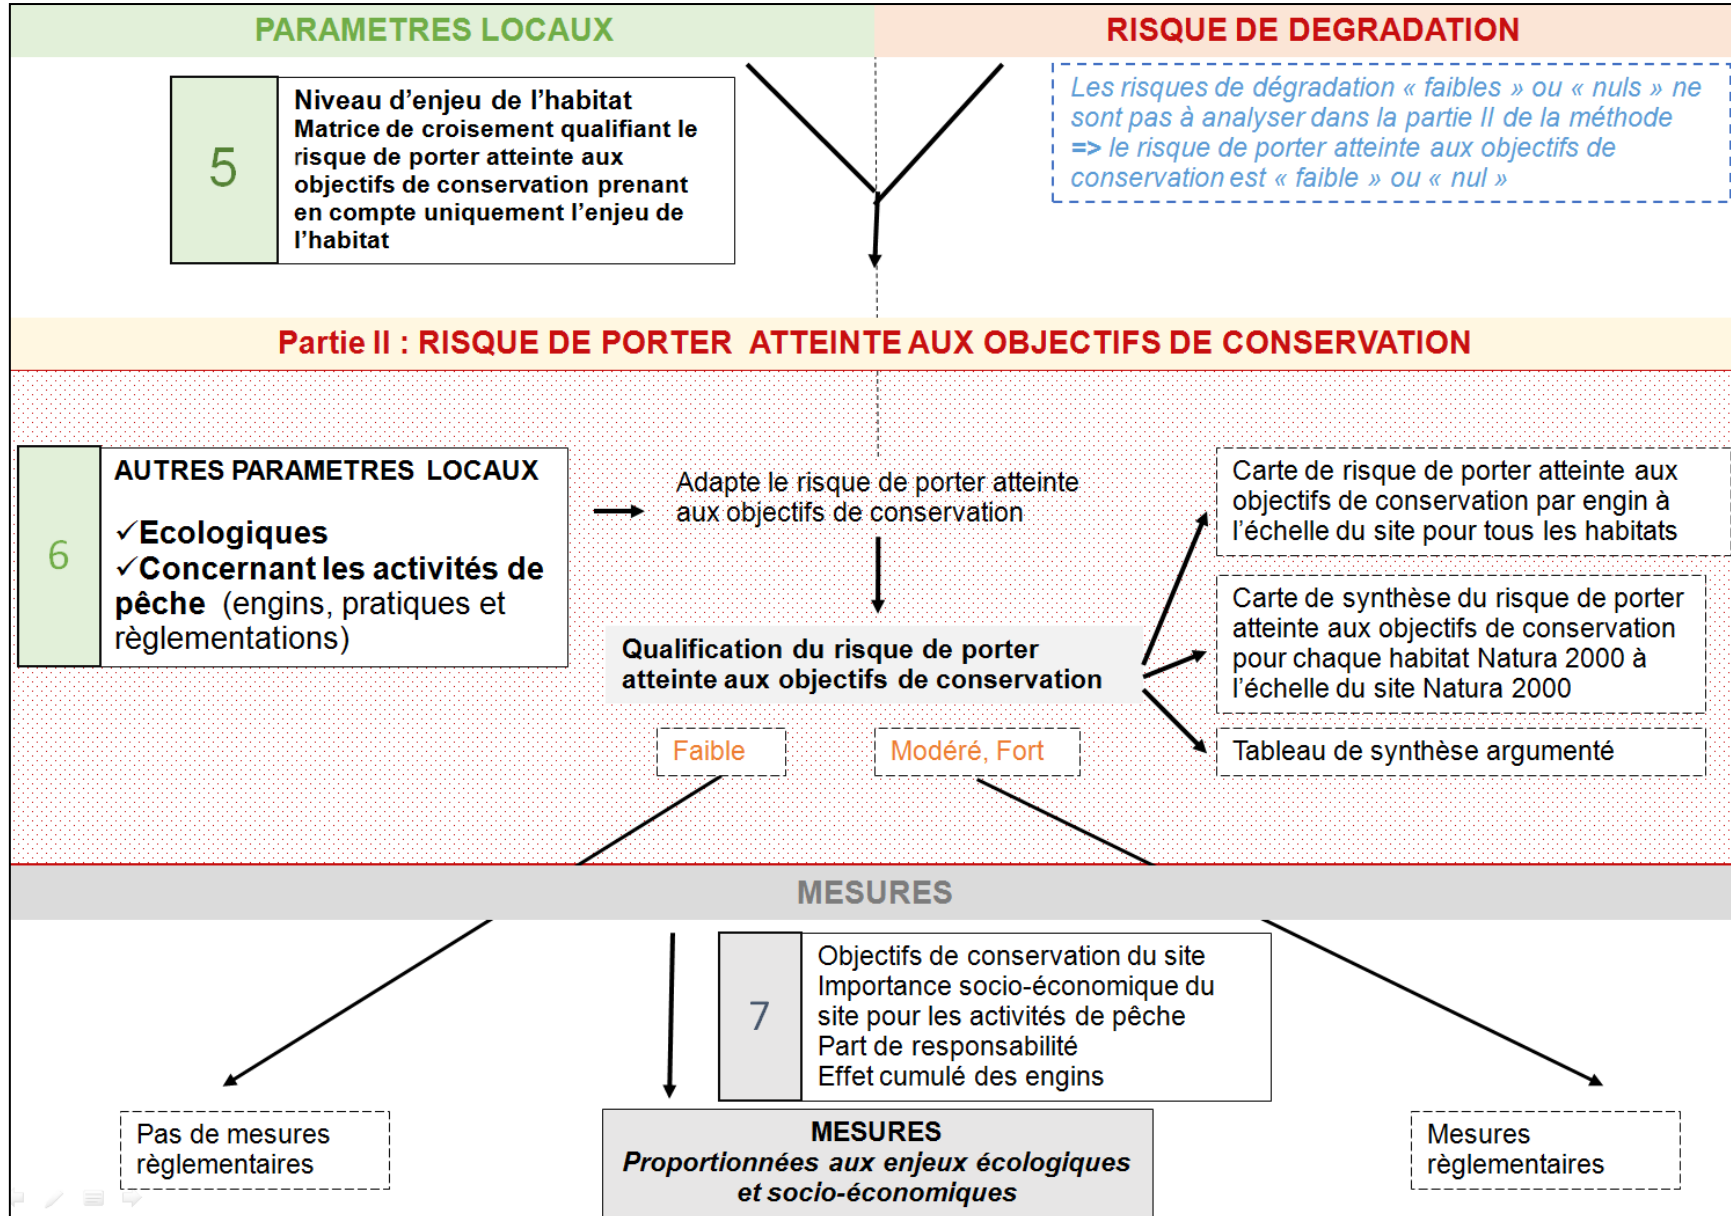 PARAMETRES LOCAUX
RISQUE DE DEGRADATION
5
Niveau d’enjeu de l’habitat
Matrice de croisement qualifiant le
risque de porter atteinte aux
objectifs de conservation prenant
en compte uniquement l’enjeu de
l’habitat
Les risques de dégradation « faibles » ou « nuls » ne
sont pas à analyser dans la partie II de la méthode
=> le risque de porter atteinte aux objectifs de
conservation est « faible » ou « nul »
Partie II : RISQUE DE PORTER ATTEINTE AUX OBJECTIFS DE CONSERVATION
6
AUTRES PARAMETRES LOCAUX
✓Ecologiques
✓Concernant les activités de
pêche (engins, pratiques et
règlementations)
Adapte le risque de porter atteinte
aux objectifs de conservation
Qualification du risque de porter
atteinte aux objectifs de conservation
Faible
Modéré, Fort
Carte de risque de porter atteinte aux
objectifs de conservation par engin à
l’échelle du site pour tous les habitats
Carte de synthèse du risque de porter
atteinte aux objectifs de conservation
pour chaque habitat Natura 2000 à
l’échelle du site Natura 2000
Tableau de synthèse argumenté
MESURES
7
Objectifs de conservation du site
Importance socio-économique du
site pour les activités de pêche
Part de responsabilité
Effet cumulé des engins
Pas de mesures
règlementaires
MESURES
Proportionnées aux enjeux écologiques
et socio-économiques
Mesures
règlementaires